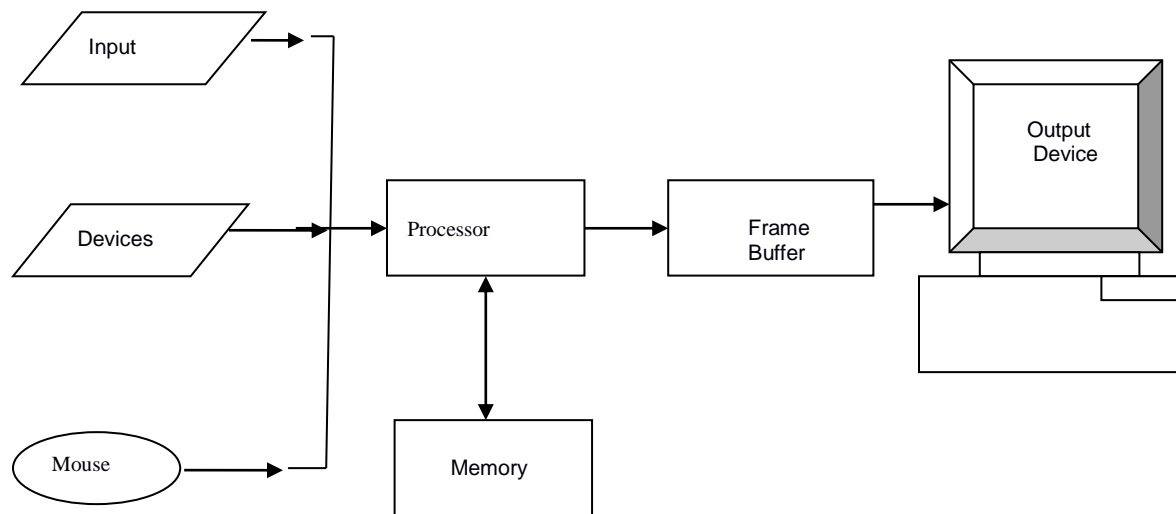 Input
Output
Device
Devices
Processor
Frame
Buffer
Mouse
Memory